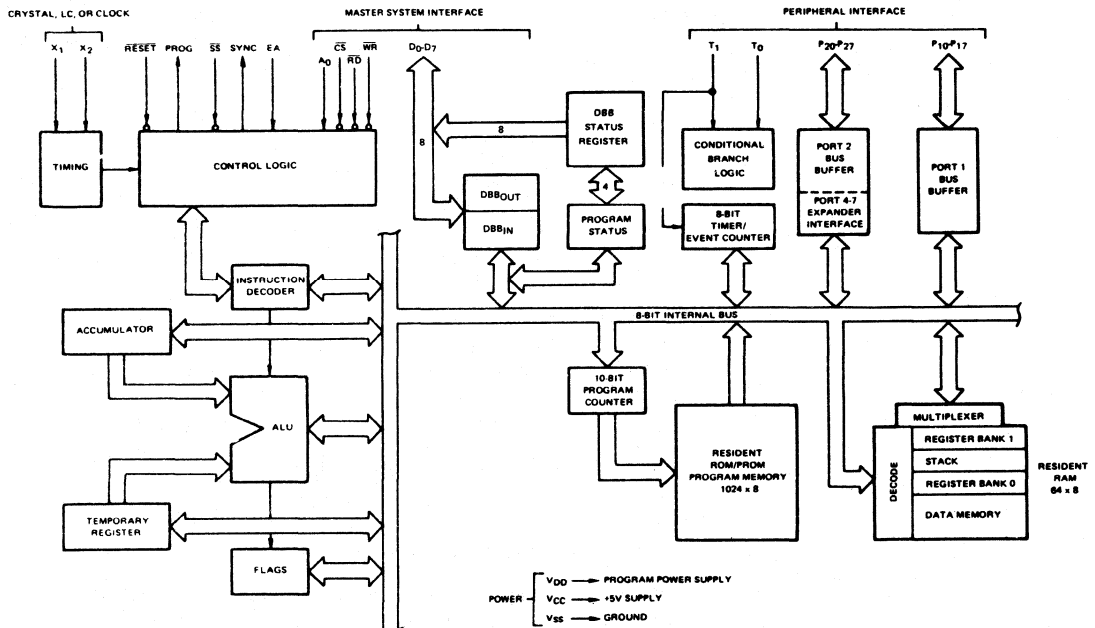 CRYSTAL, LC, OR CLOCK
MASTER SYSTEM INTERFACE
PERIPHERAL INTERFACE
X1 X2
RESET PROG SS SYNC EA
A0 CS RD WR
D0-D7
T1 T0
P20-P27
P10-P17
TIMING
CONTROL LOGIC
8
8
DBB
STATUS
REGISTER
CONDITIONAL
BRANCH
LOGIC
PORT 2
BUS
BUFFER
PORT 4-7
EXPANDER
INTERFACE
PORT 1
BUS
BUFFER
DBBOUT
DBBIN
4
PROGRAM
STATUS
8-BIT
TIMER/
EVENT COUNTER
INSTRUCTION
DECODER
8-BIT INTERNAL BUS
ACCUMULATOR
ALU
TEMPORARY
REGISTER
FLAGS
10-BIT
PROGRAM
COUNTER
RESIDENT
ROM/PROM
PROGRAM MEMORY
1024 x 8
MULTIPLEXER
DECODE
REGISTER BANK 1
STACK
REGISTER BANK 0
DATA MEMORY
RESIDENT
RAM
64 x 8
POWER
VDD PROGRAM POWER SUPPLY
VCC +5V SUPPLY
VSS GROUND